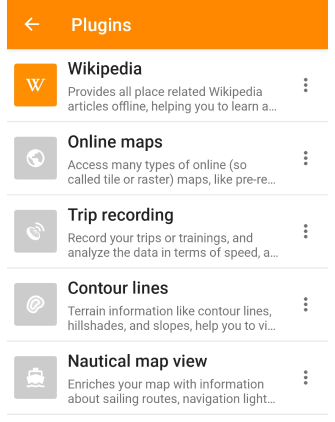 Plugins
W
Wikipedia
Provides all place related Wikipedia
articles offline, helping you to learn a...
Online maps
Access many types of online (so
called tile or raster) maps, like pre-re...
Trip recording
Record your trips or trainings, and
analyze the data in terms of speed, a...
Contour lines
Terrain information like contour lines,
hillshades, and slopes, help you to vi...
Nautical map view
Enriches your map with information
about sailing routes, navigation light...